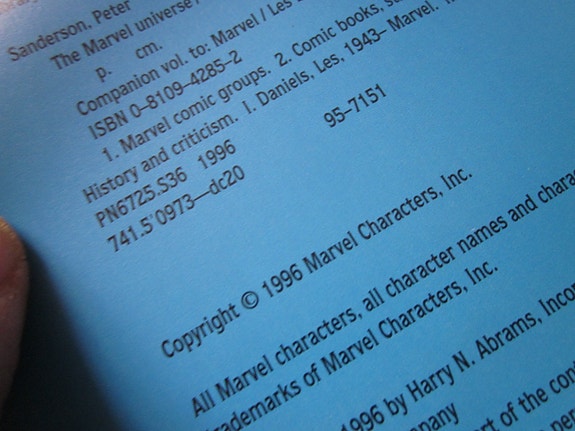 Sanderson, Peter
The Marvel universe
p. cm.
Companion vol. to: Marvel / Les
ISBN 0–8109–4285–2
1. Marvel comic groups. 2. Comic books,
History and criticism. I. Daniels, Les, 1943– Marvel.
PN6725.S36 1996 95–7151
741.5'0973—dc20
Copyright © 1996 Marvel Characters, Inc.
All Marvel characters, all character names and
trademarks of Marvel Characters, Inc.
1996 by Harry N. Abrams,